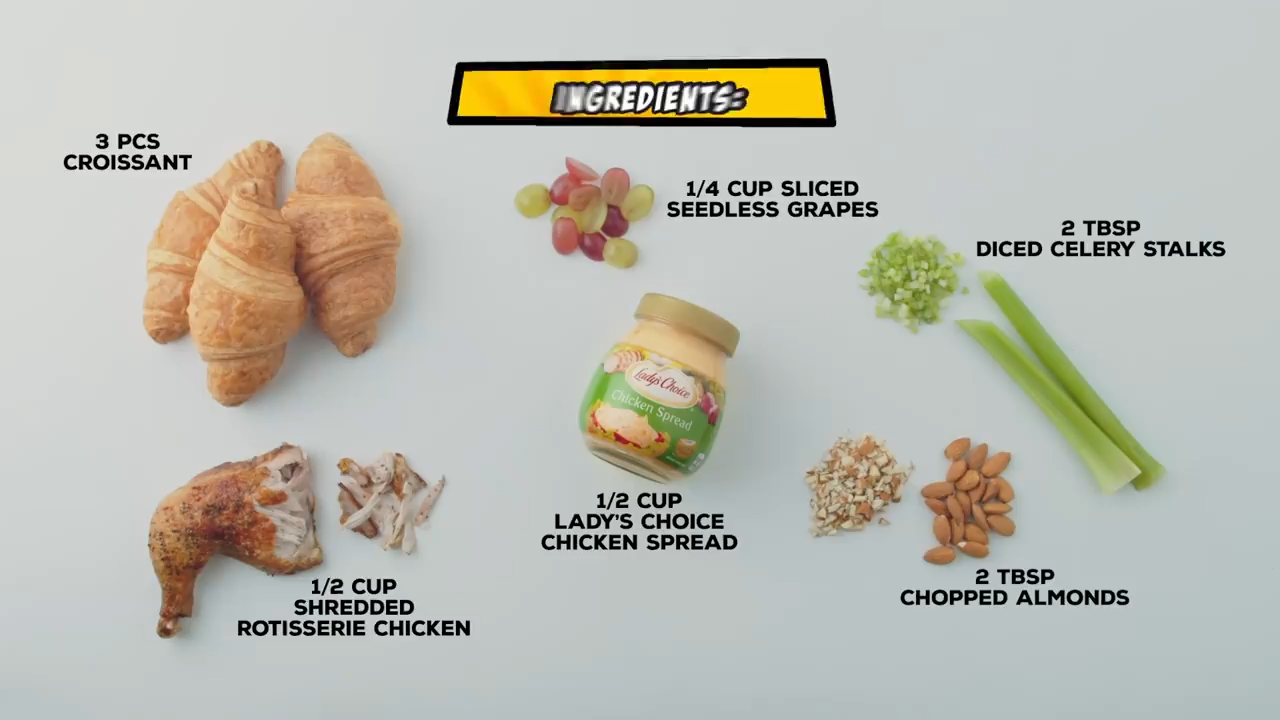 INGREDIENTS:
3 PCS
CROISSANT
1/4 CUP SLICED
SEEDLESS GRAPES
2 TBSP
DICED CELERY STALKS
Lady's Choice
Chicken Spread
1/2 CUP
LADY'S CHOICE
CHICKEN SPREAD
2 TBSP
CHOPPED ALMONDS
1/2 CUP
SHREDDED
ROTISSERIE CHICKEN